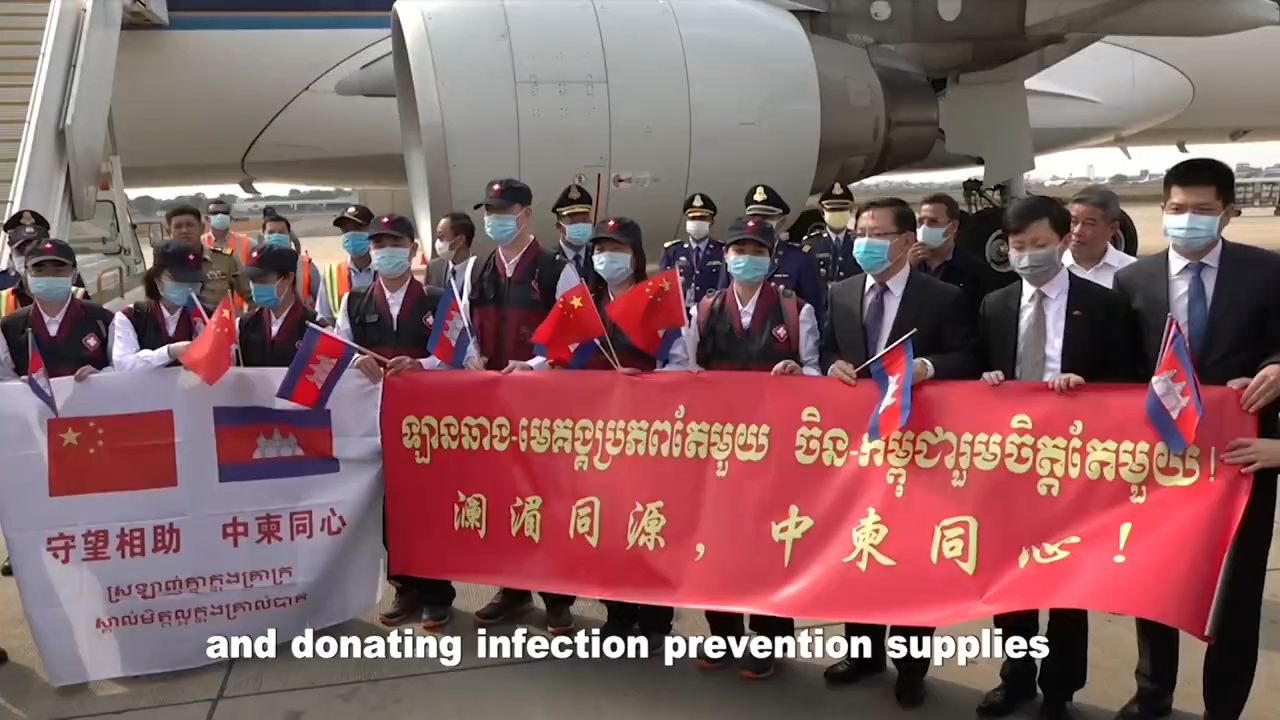 ឡានឆាង-មេគង្គប្រភពតែមួយ ចិន-កម្ពុជារួមចិត្តតែមួយ!
澜湄同源，中柬同心！
守望相助 中柬同心
ស្រឡាញ់គ្នាក្នុងគ្រាក្រ
ស្គាល់មិត្តល្អក្នុងគ្រាលំបាក
and donating infection prevention supplies